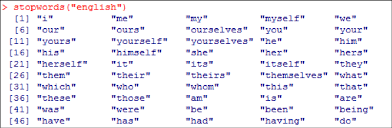 > stopwords("english")
[1] "i" "me" "my" "myself" "we"
[6] "our" "ours" "ourselves" "you" "your"
[11] "yours" "yourself" "yourselves" "he" "him"
[16] "his" "himself" "she" "her" "hers"
[21] "herself" "it" "its" "itself" "they"
[26] "them" "their" "theirs" "themselves" "what"
[31] "which" "who" "whom" "this" "that"
[36] "these" "those" "am" "is" "are"
[41] "was" "were" "be" "been" "being"
[46] "have" "has" "had" "having" "do"